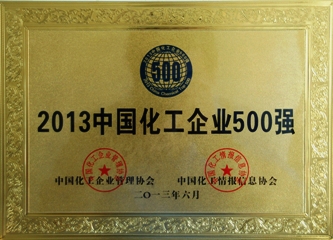 500
2013中国化工企业500强
中国化工企业管理协会 中国化工情报信息协会
二〇一三年六月